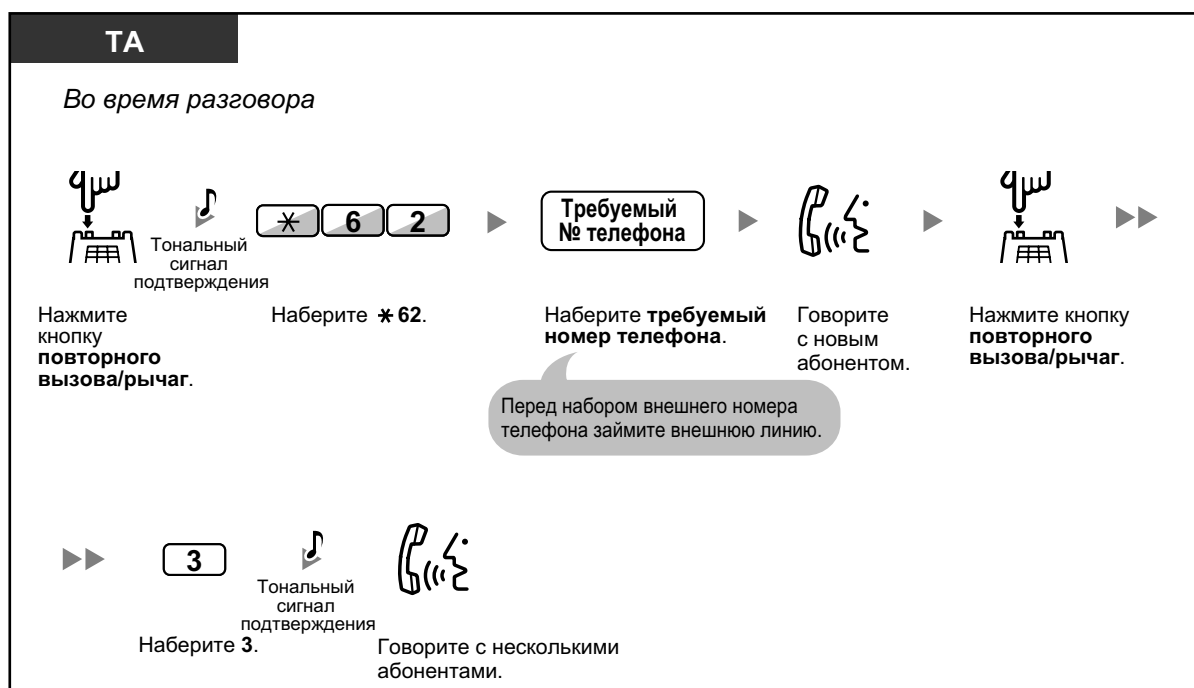 ТА
Во время разговора
Тональный
сигнал
подтверждения
* 6 2
Требуемый
№ телефона
Нажмите
кнопку
повторного
вызова/рычаг.
Наберите * 62.
Наберите требуемый
номер телефона.
Говорите
с новым
абонентом.
Нажмите кнопку
повторного
вызова/рычаг.
Перед набором внешнего номера
телефона займите внешнюю линию.
3
Тональный
сигнал
подтверждения
Наберите 3.
Говорите с несколькими
абонентами.